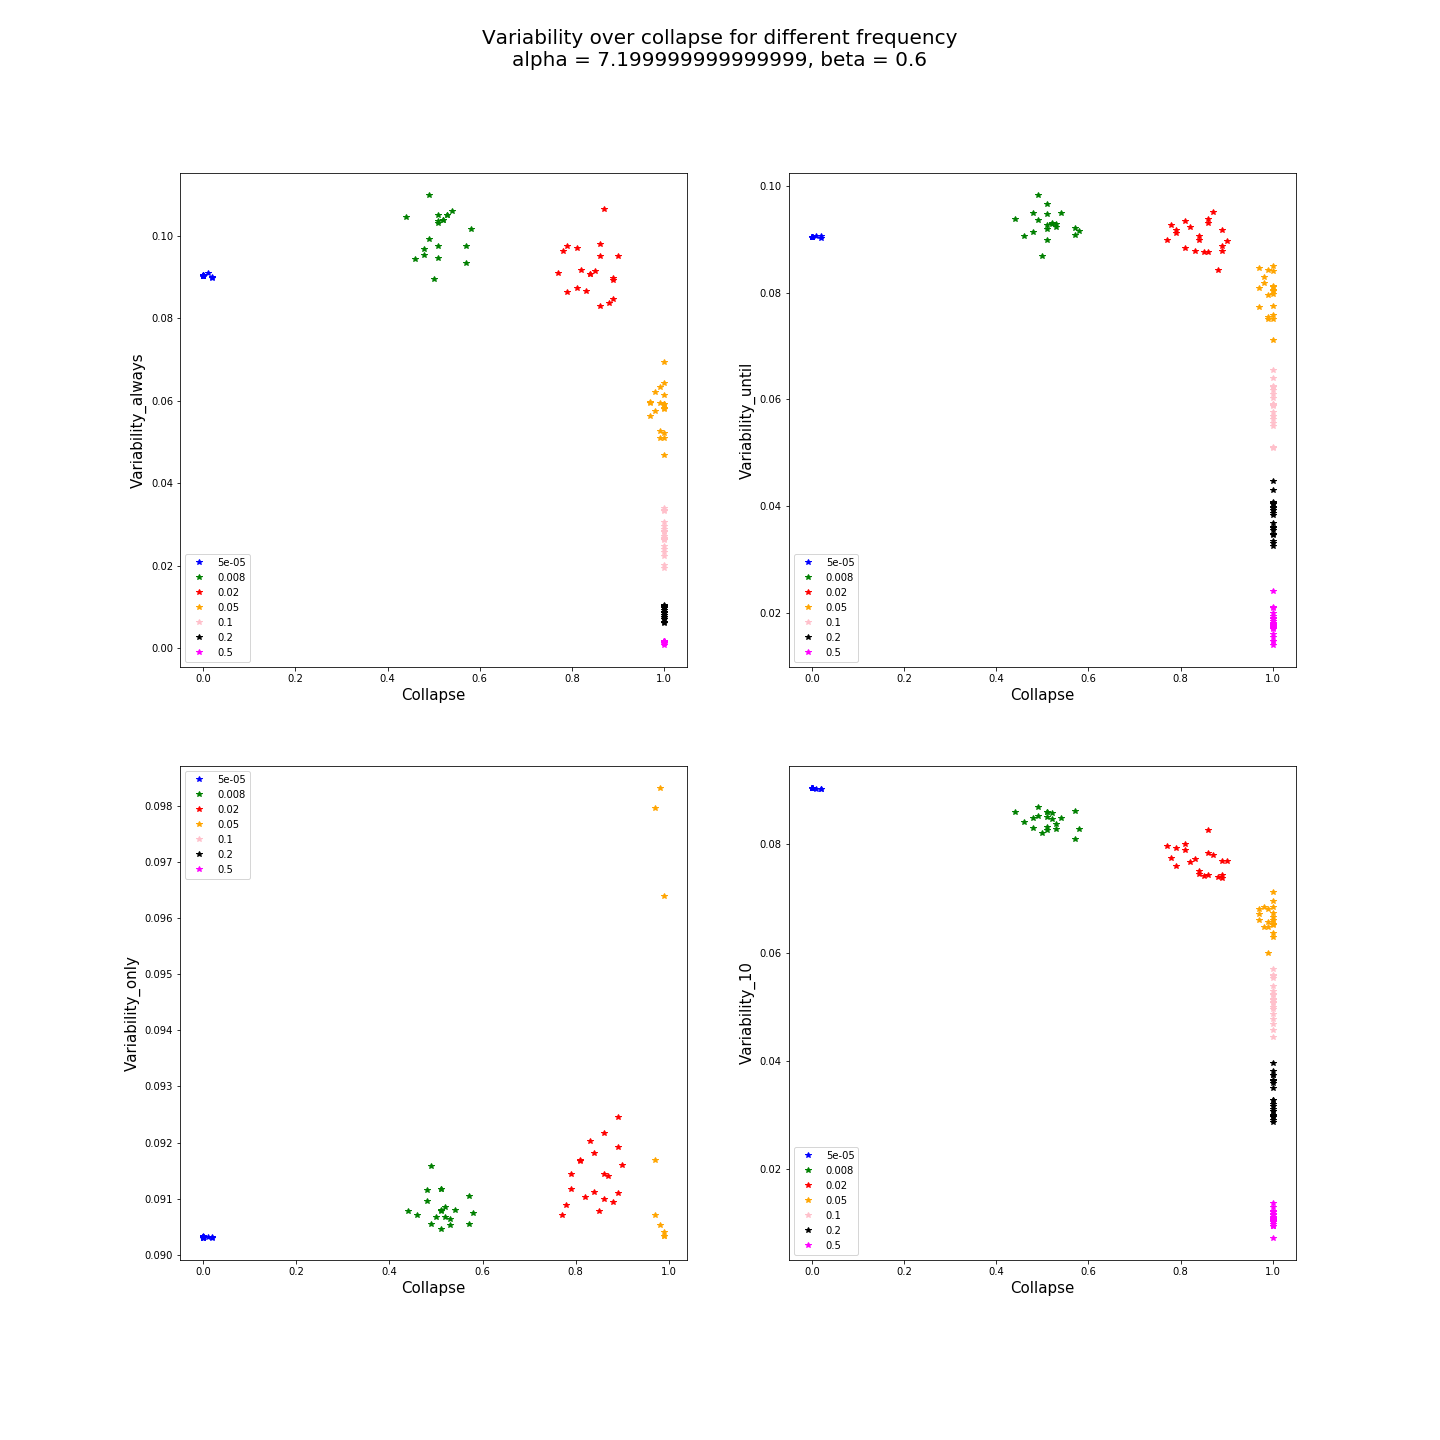 Variability over collapse for different frequency
alpha = 7.199999999999999, beta = 0.6
0.10
0.08
0.06
0.04
0.02
0.00
Variability_always
5e-05
0.008
0.02
0.05
0.1
0.2
0.5
0.0 0.2 0.4 0.6 0.8 1.0
Collapse
0.10
0.08
0.06
0.04
0.02
Variability_until
5e-05
0.008
0.02
0.05
0.1
0.2
0.5
0.0 0.2 0.4 0.6 0.8 1.0
Collapse
5e-05
0.008
0.02
0.05
0.1
0.2
0.5
0.098
0.097
0.096
0.095
0.094
0.093
0.092
0.091
0.090
Variability_only
0.0 0.2 0.4 0.6 0.8 1.0
Collapse
0.08
0.06
0.04
0.02
Variability_10
5e-05
0.008
0.02
0.05
0.1
0.2
0.5
0.0 0.2 0.4 0.6 0.8 1.0
Collapse